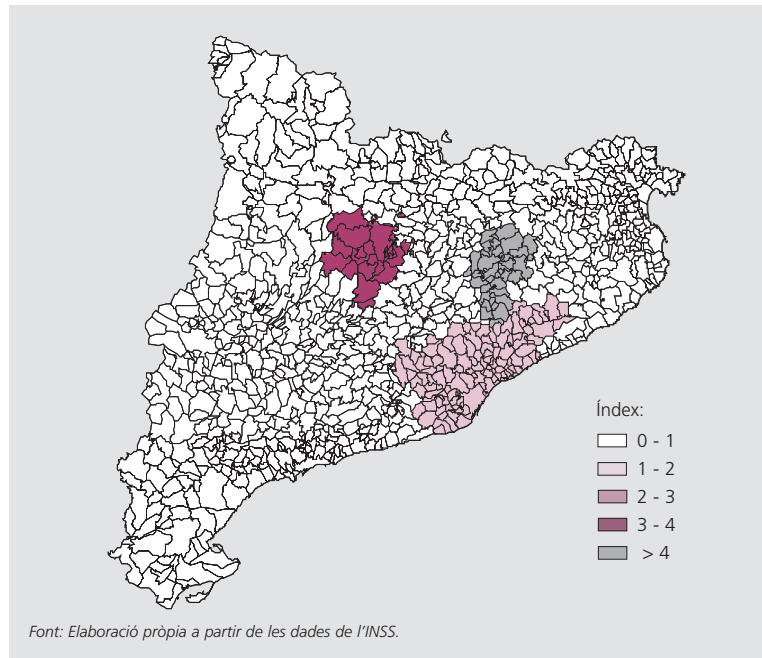 Índex:
0 - 1
1 - 2
2 - 3
3 - 4
> 4
Font: Elaboració pròpia a partir de les dades de l'INSS.